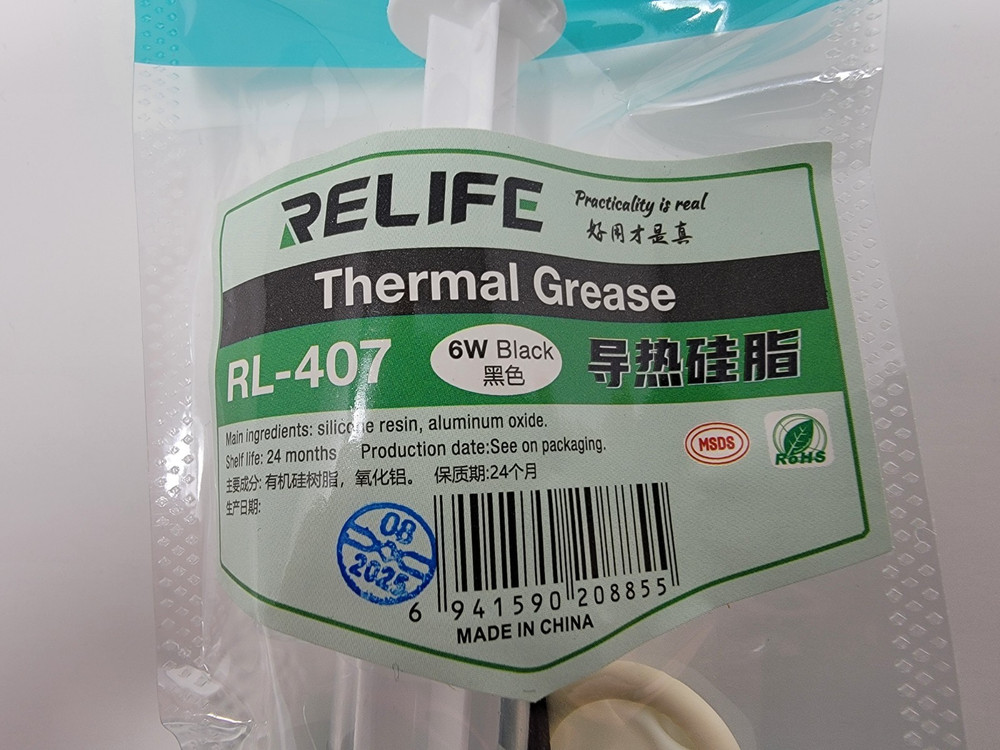 RELIFE
Practicality is real
好用才是真
Thermal Grease
RL-407
6W Black
黑色
导热硅脂
Main ingredients: silicone resin, aluminum oxide.
Shelf life: 24 months Production date:See on packaging.
主要成分: 有机硅树脂，氧化铝。 保质期:24个月
生产日期:
MSDS
RoHS
08
2025
6 941590 208855
MADE IN CHINA